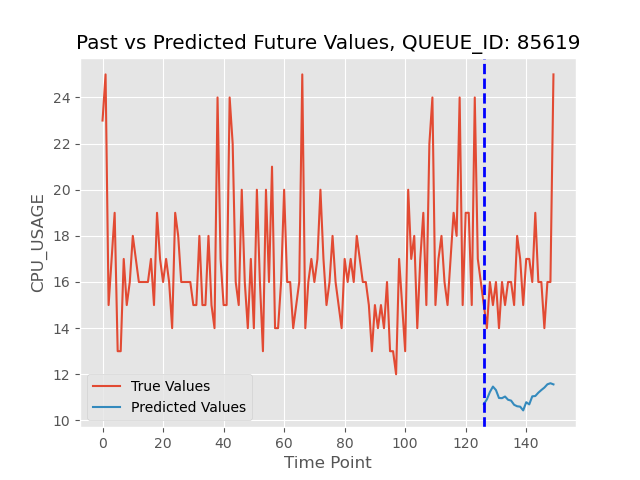 Past vs Predicted Future Values, QUEUE_ID: 85619
24
22
20
18
16
14
12
10
CPU_USAGE
True Values
Predicted Values
0 20 40 60 80 100 120 140
Time Point